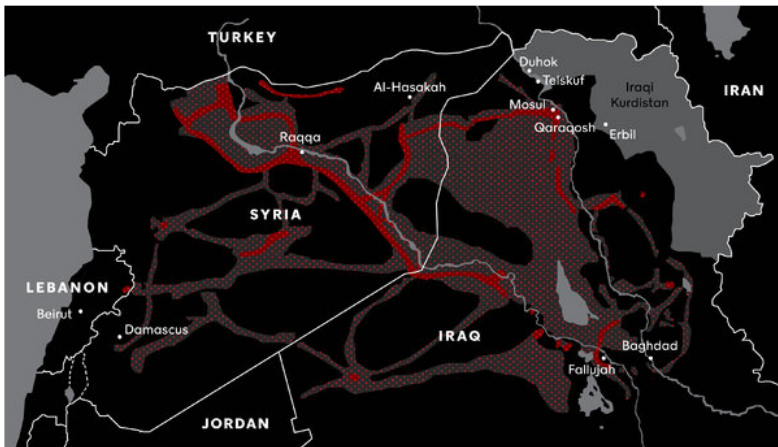 TURKEY
Duhok
Telskuf
Al-Hasakah
Iraqi
Kurdistan
IRAN
Mosul
Qaraqosh
Erbil
Raqqa
SYRIA
LEBANON
Beirut
Damascus
IRAQ
Baghdad
Fallujah
JORDAN